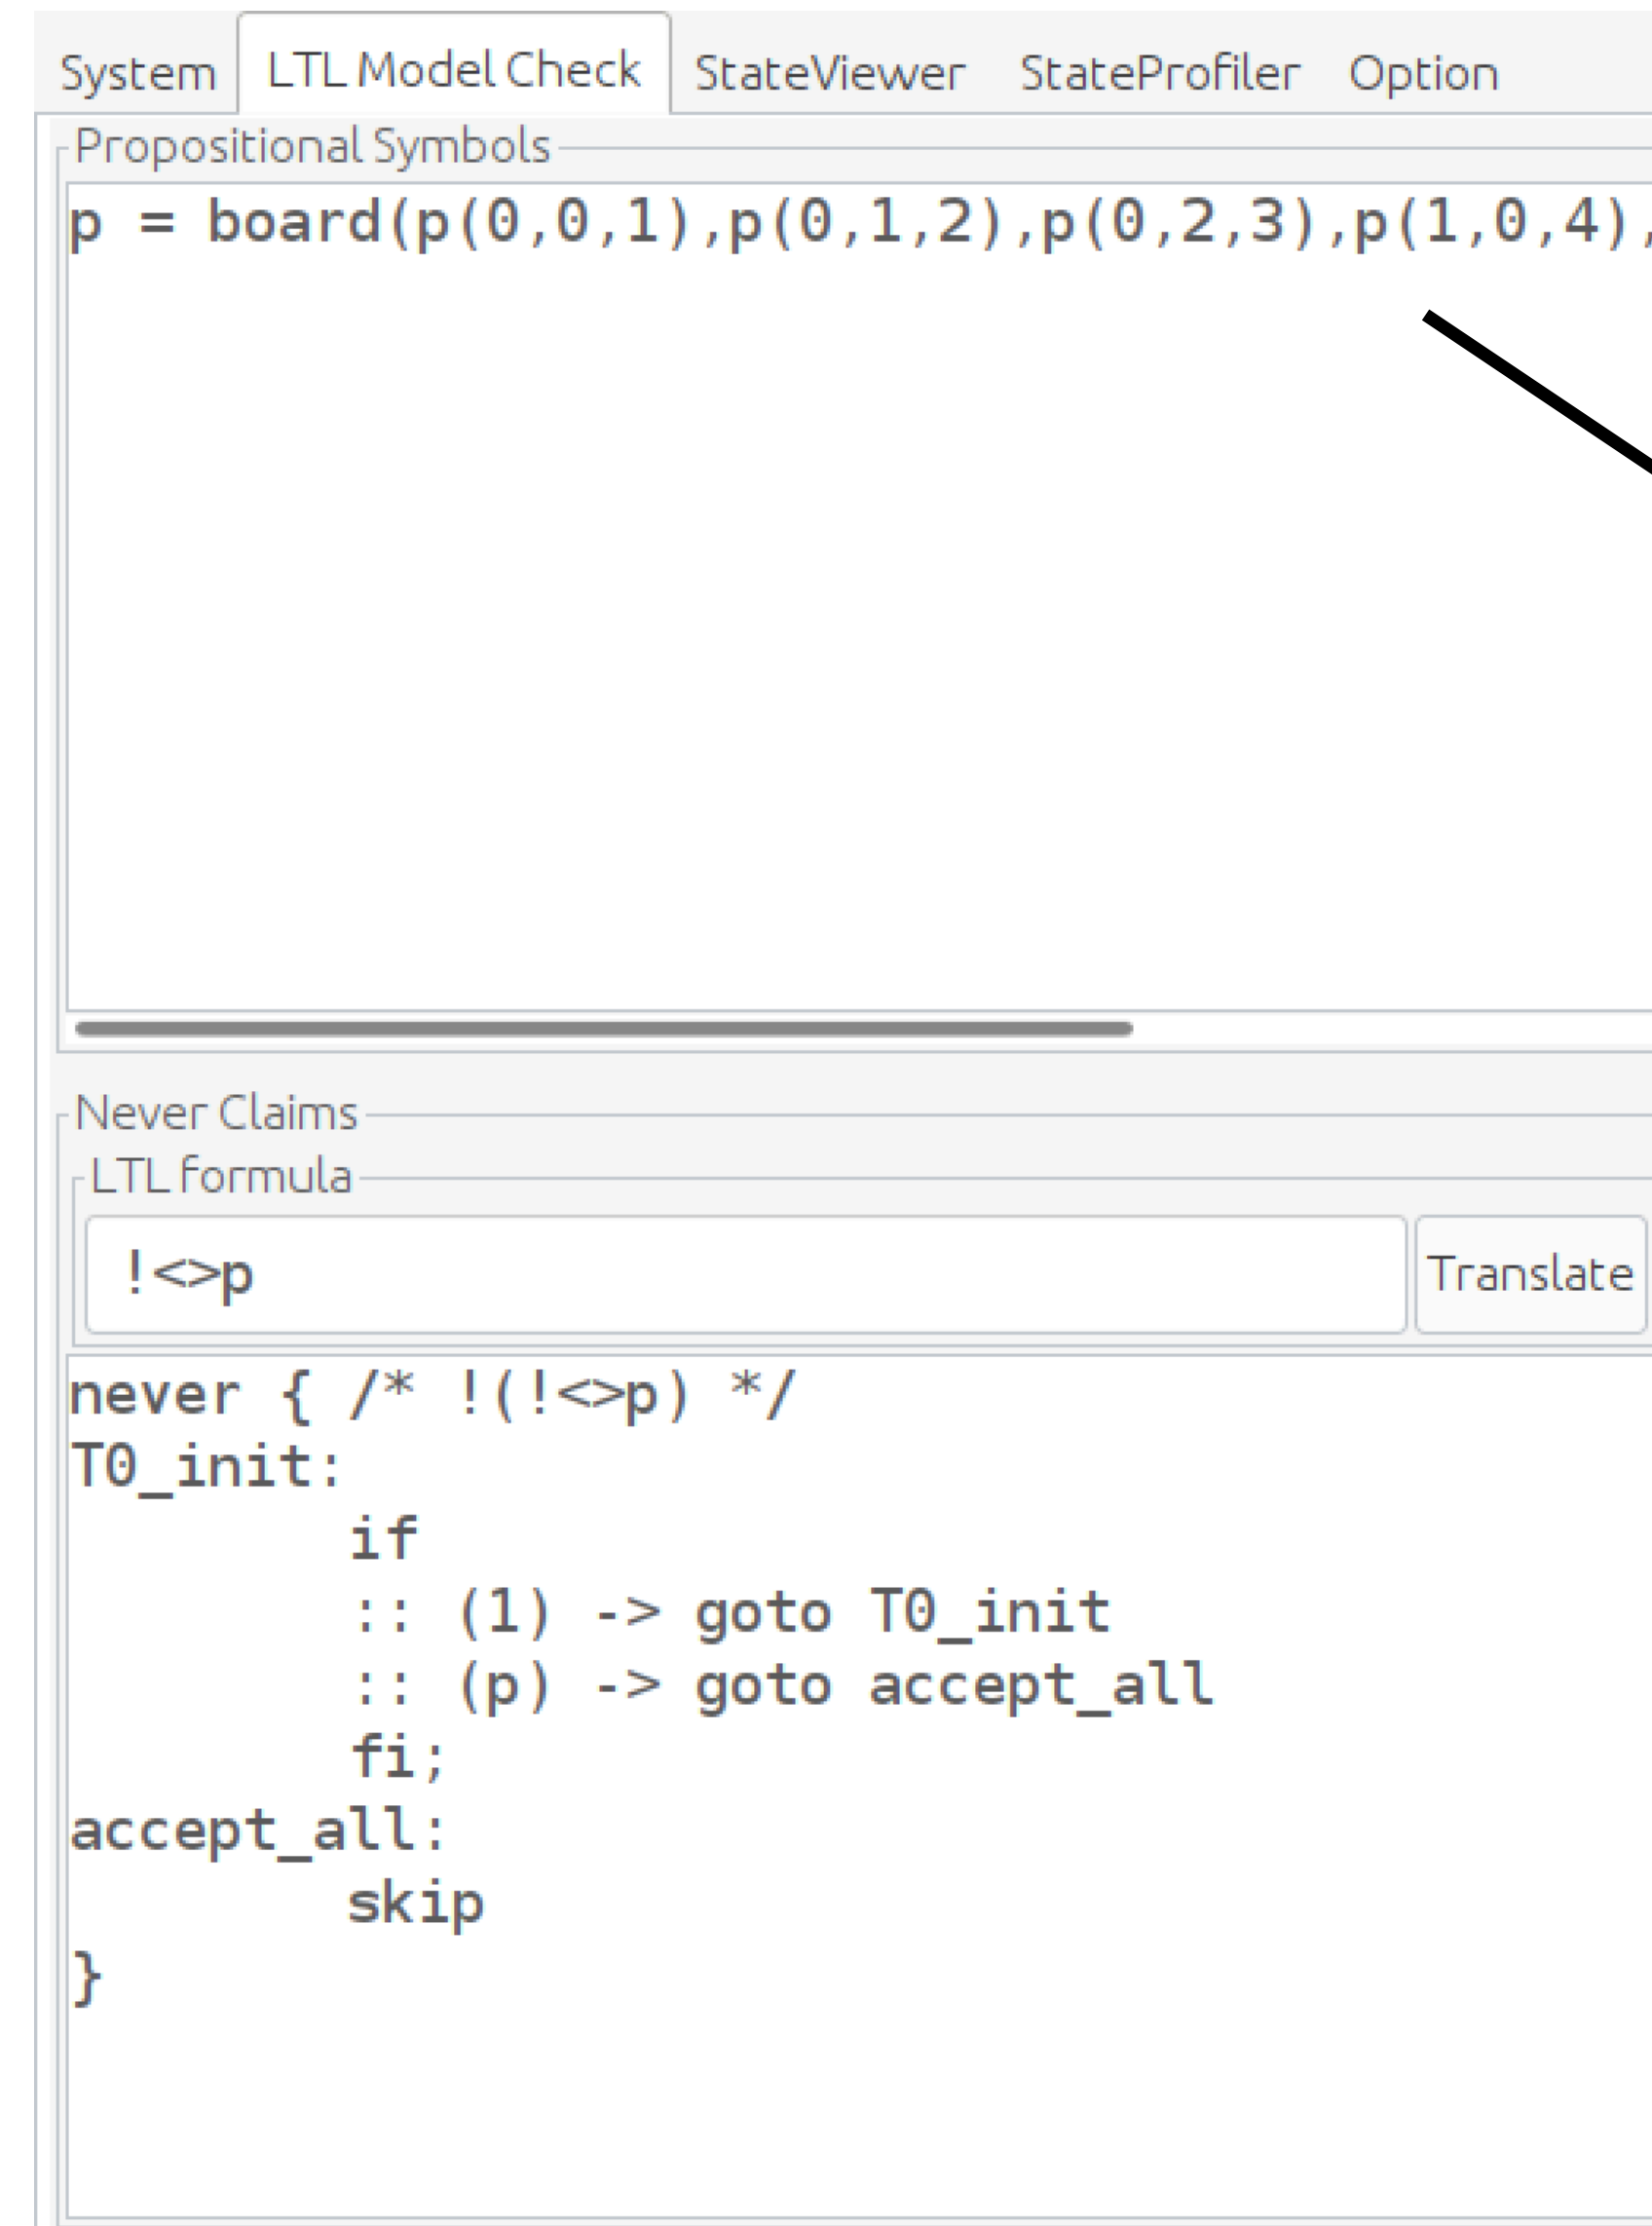 System LTL Model Check StateViewer StateProfiler Option
Propositional Symbols
p = board(p(0,0,1),p(0,1,2),p(0,2,3),p(1,0,4),
Never Claims
LTL formula
!<>p Translate
never { /* !(!<>p) */
T0_init:
if
:: (1) -> goto T0_init
:: (p) -> goto accept_all
fi;
accept_all:
skip
}